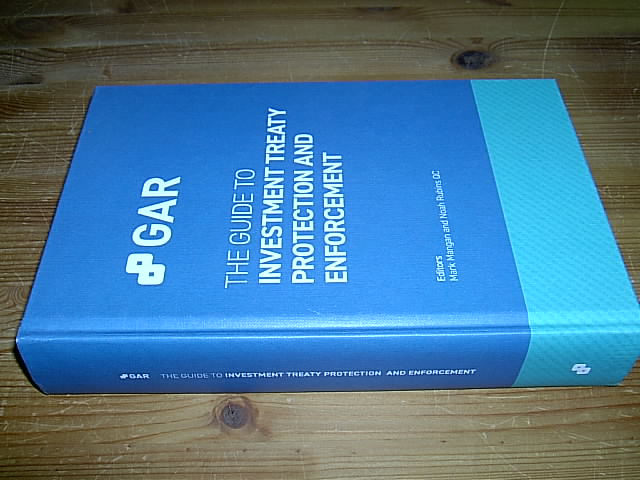 GAR
THE GUIDE TO
INVESTMENT TREATY
PROTECTION AND
ENFORCEMENT
Editors
Mark Mangan and Noah Rubins QC
GAR THE GUIDE TO INVESTMENT TREATY PROTECTION AND ENFORCEMENT